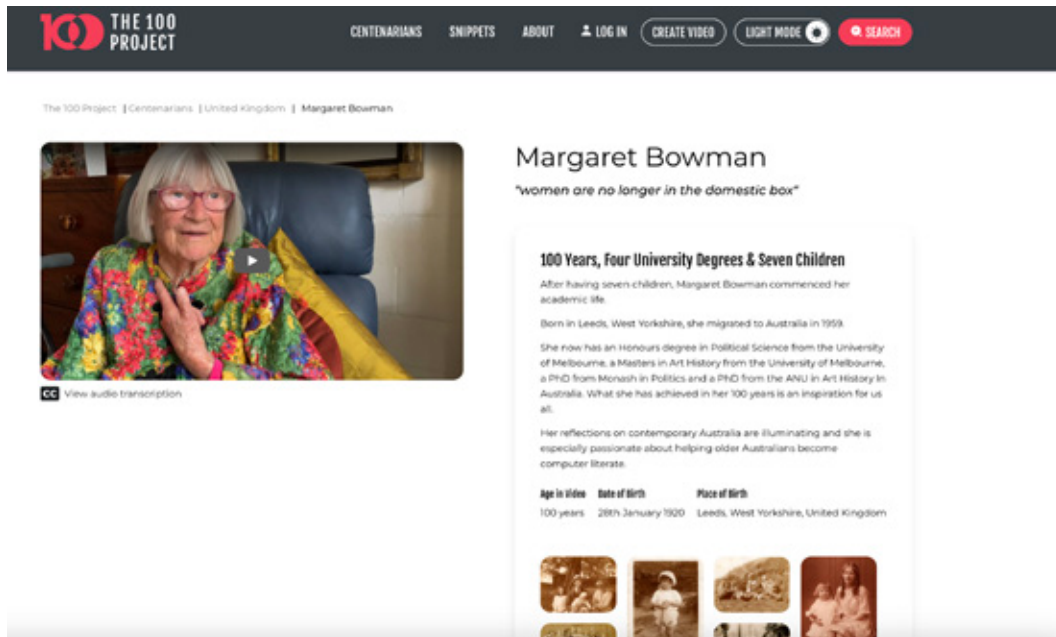 THE 100
PROJECT
CENTENARIANS SNIPPETS ABOUT LOG IN CREATE VIDEO LIGHT MODE SEARCH
The 100 Project | Centenarians | United Kingdom | Margaret Bowman
Margaret Bowman
"women are no longer in the domestic box"
View audio transcription
CC
100 Years, Four University Degrees & Seven Children
After having seven children, Margaret Bowman commenced her
academic life.
Born in Leeds, West Yorkshire, she migrated to Australia in 1959.
She now has an Honours degree in Political Science from the University
of Melbourne, a Masters in Art History from the University of Melbourne,
a PhD from Monash in Politics and a PhD from the ANU in Art History In
Australia. What she has achieved in her 100 years is an inspiration for us
all.
Her reflections on contemporary Australia are illuminating and she is
especially passionate about helping older Australians become
computer literate.
Age in Video Date of Birth Place of Birth
100 years 28th January 1920 Leeds, West Yorkshire, United Kingdom